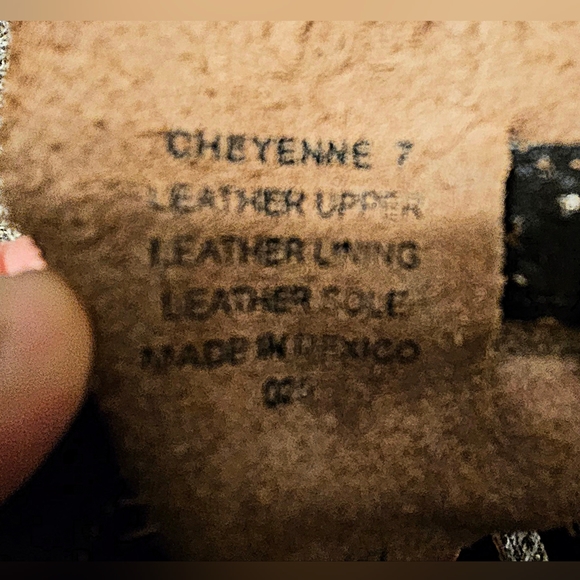 CHEYENNE 7
LEATHER UPPER
LEATHER LINING
LEATHER SOLE
MADE IN MEXICO